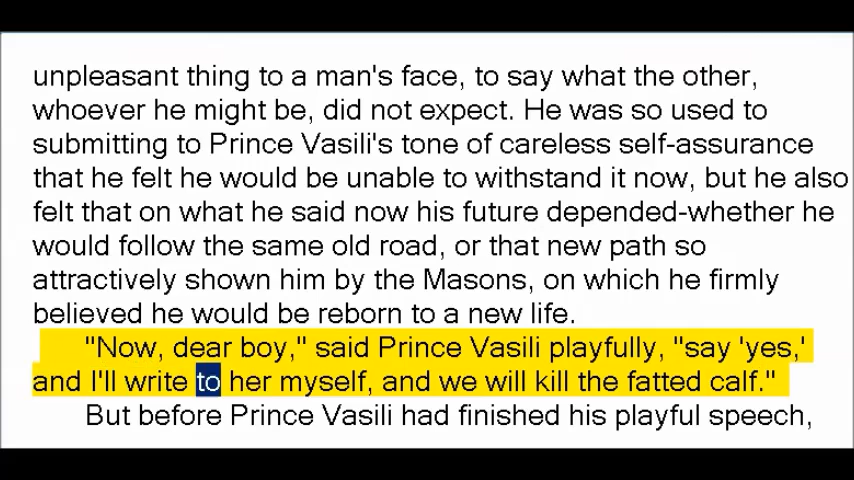 unpleasant thing to a man's face, to say what the other,
whoever he might be, did not expect. He was so used to
submitting to Prince Vasili's tone of careless self-assurance
that he felt he would be unable to withstand it now, but he also
felt that on what he said now his future depended-whether he
would follow the same old road, or that new path so
attractively shown him by the Masons, on which he firmly
believed he would be reborn to a new life.
"Now, dear boy," said Prince Vasili playfully, "say 'yes,'
and I'll write to her myself, and we will kill the fatted calf."
But before Prince Vasili had finished his playful speech,